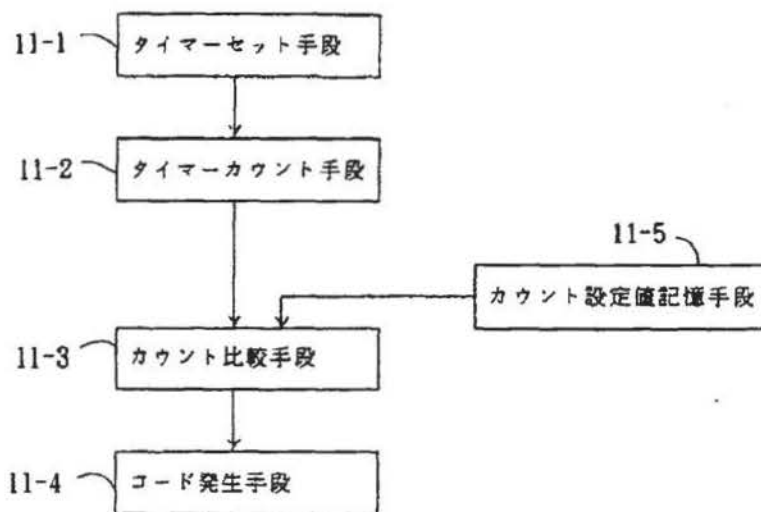 11-1
タイマーセット手段
11-2
タイマーカウント手段
11-5
カウント設定値記憶手段
11-3
カウント比較手段
11-4
コード発生手段